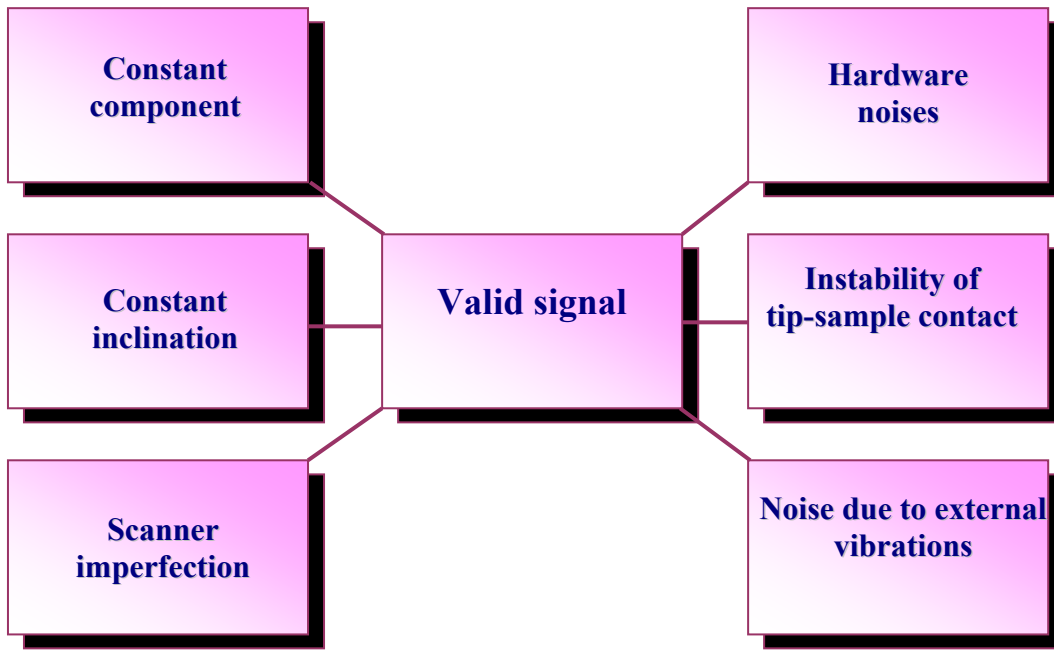 Constant
component
Hardware
noises
Constant
inclination
Valid signal
Instability of
tip-sample contact
Scanner
imperfection
Noise due to external
vibrations